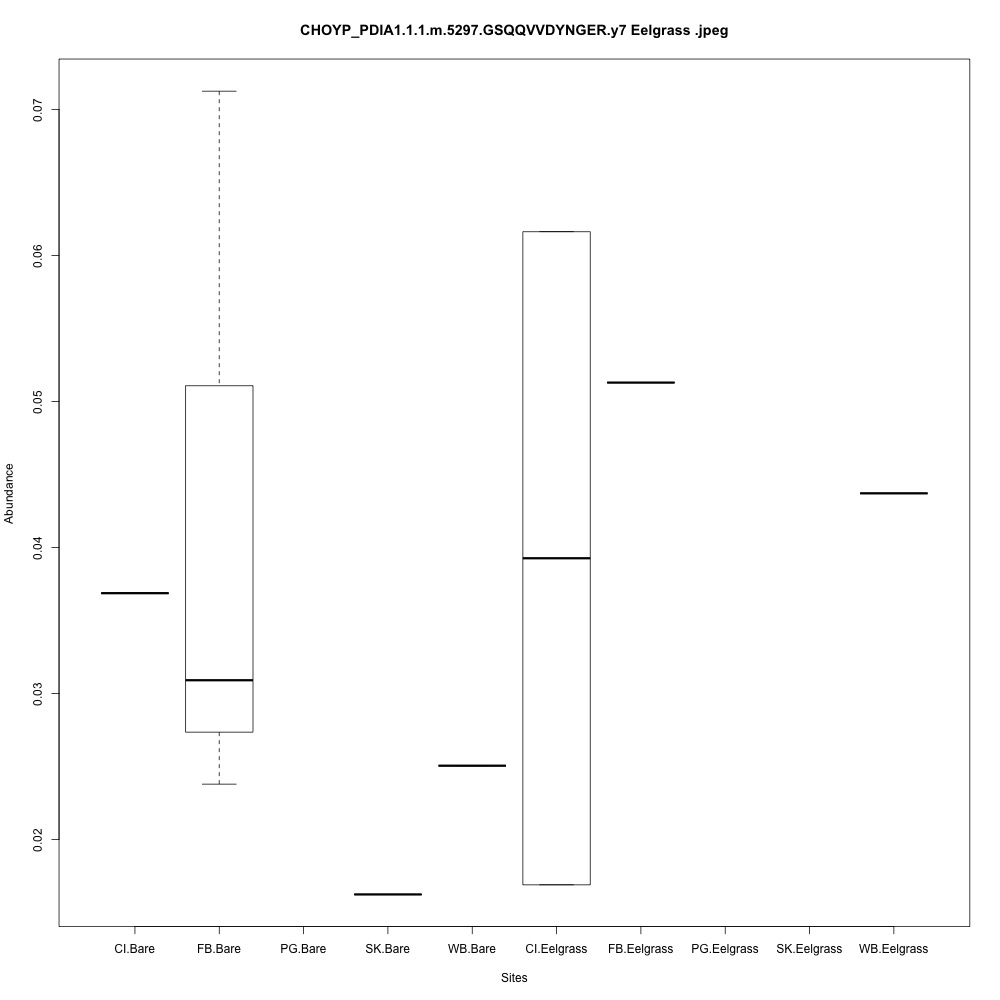 CHOYP_PDIA1.1.1.m.5297.GSQQVVDYNGER.y7 Eelgrass .jpeg
Abundance
0.07
0.06
0.05
0.04
0.03
0.02
CI.Bare FB.Bare PG.Bare SK.Bare WB.Bare CI.Eelgrass FB.Eelgrass PG.Eelgrass SK.Eelgrass WB.Eelgrass
Sites